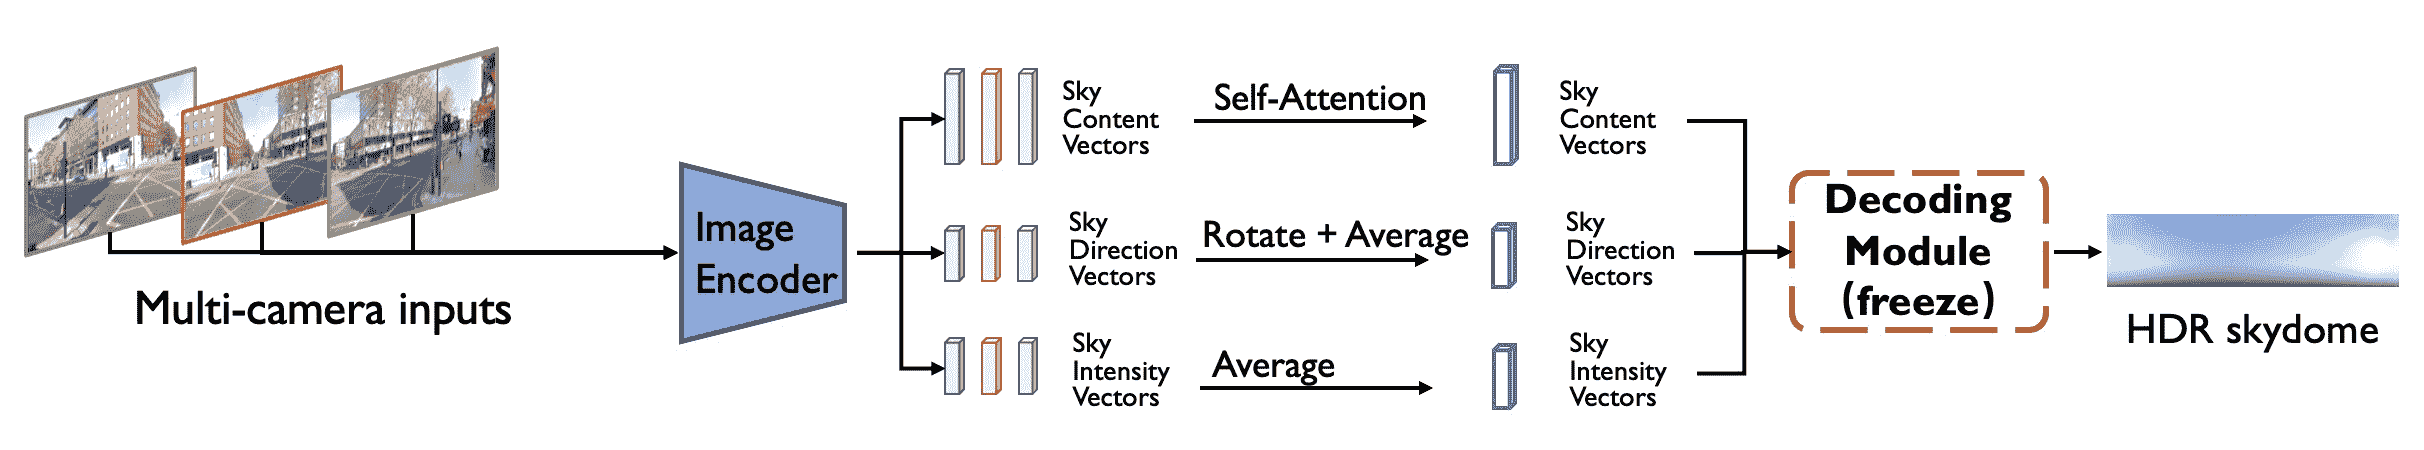 Multi-camera inputs
Image
Encoder
Sky
Content
Vectors
Self-Attention
Sky
Content
Vectors
Sky
Direction
Vectors
Rotate + Average
Sky
Direction
Vectors
Sky
Intensity
Vectors
Average
Sky
Intensity
Vectors
Decoding
Module
(freeze)
HDR skydome